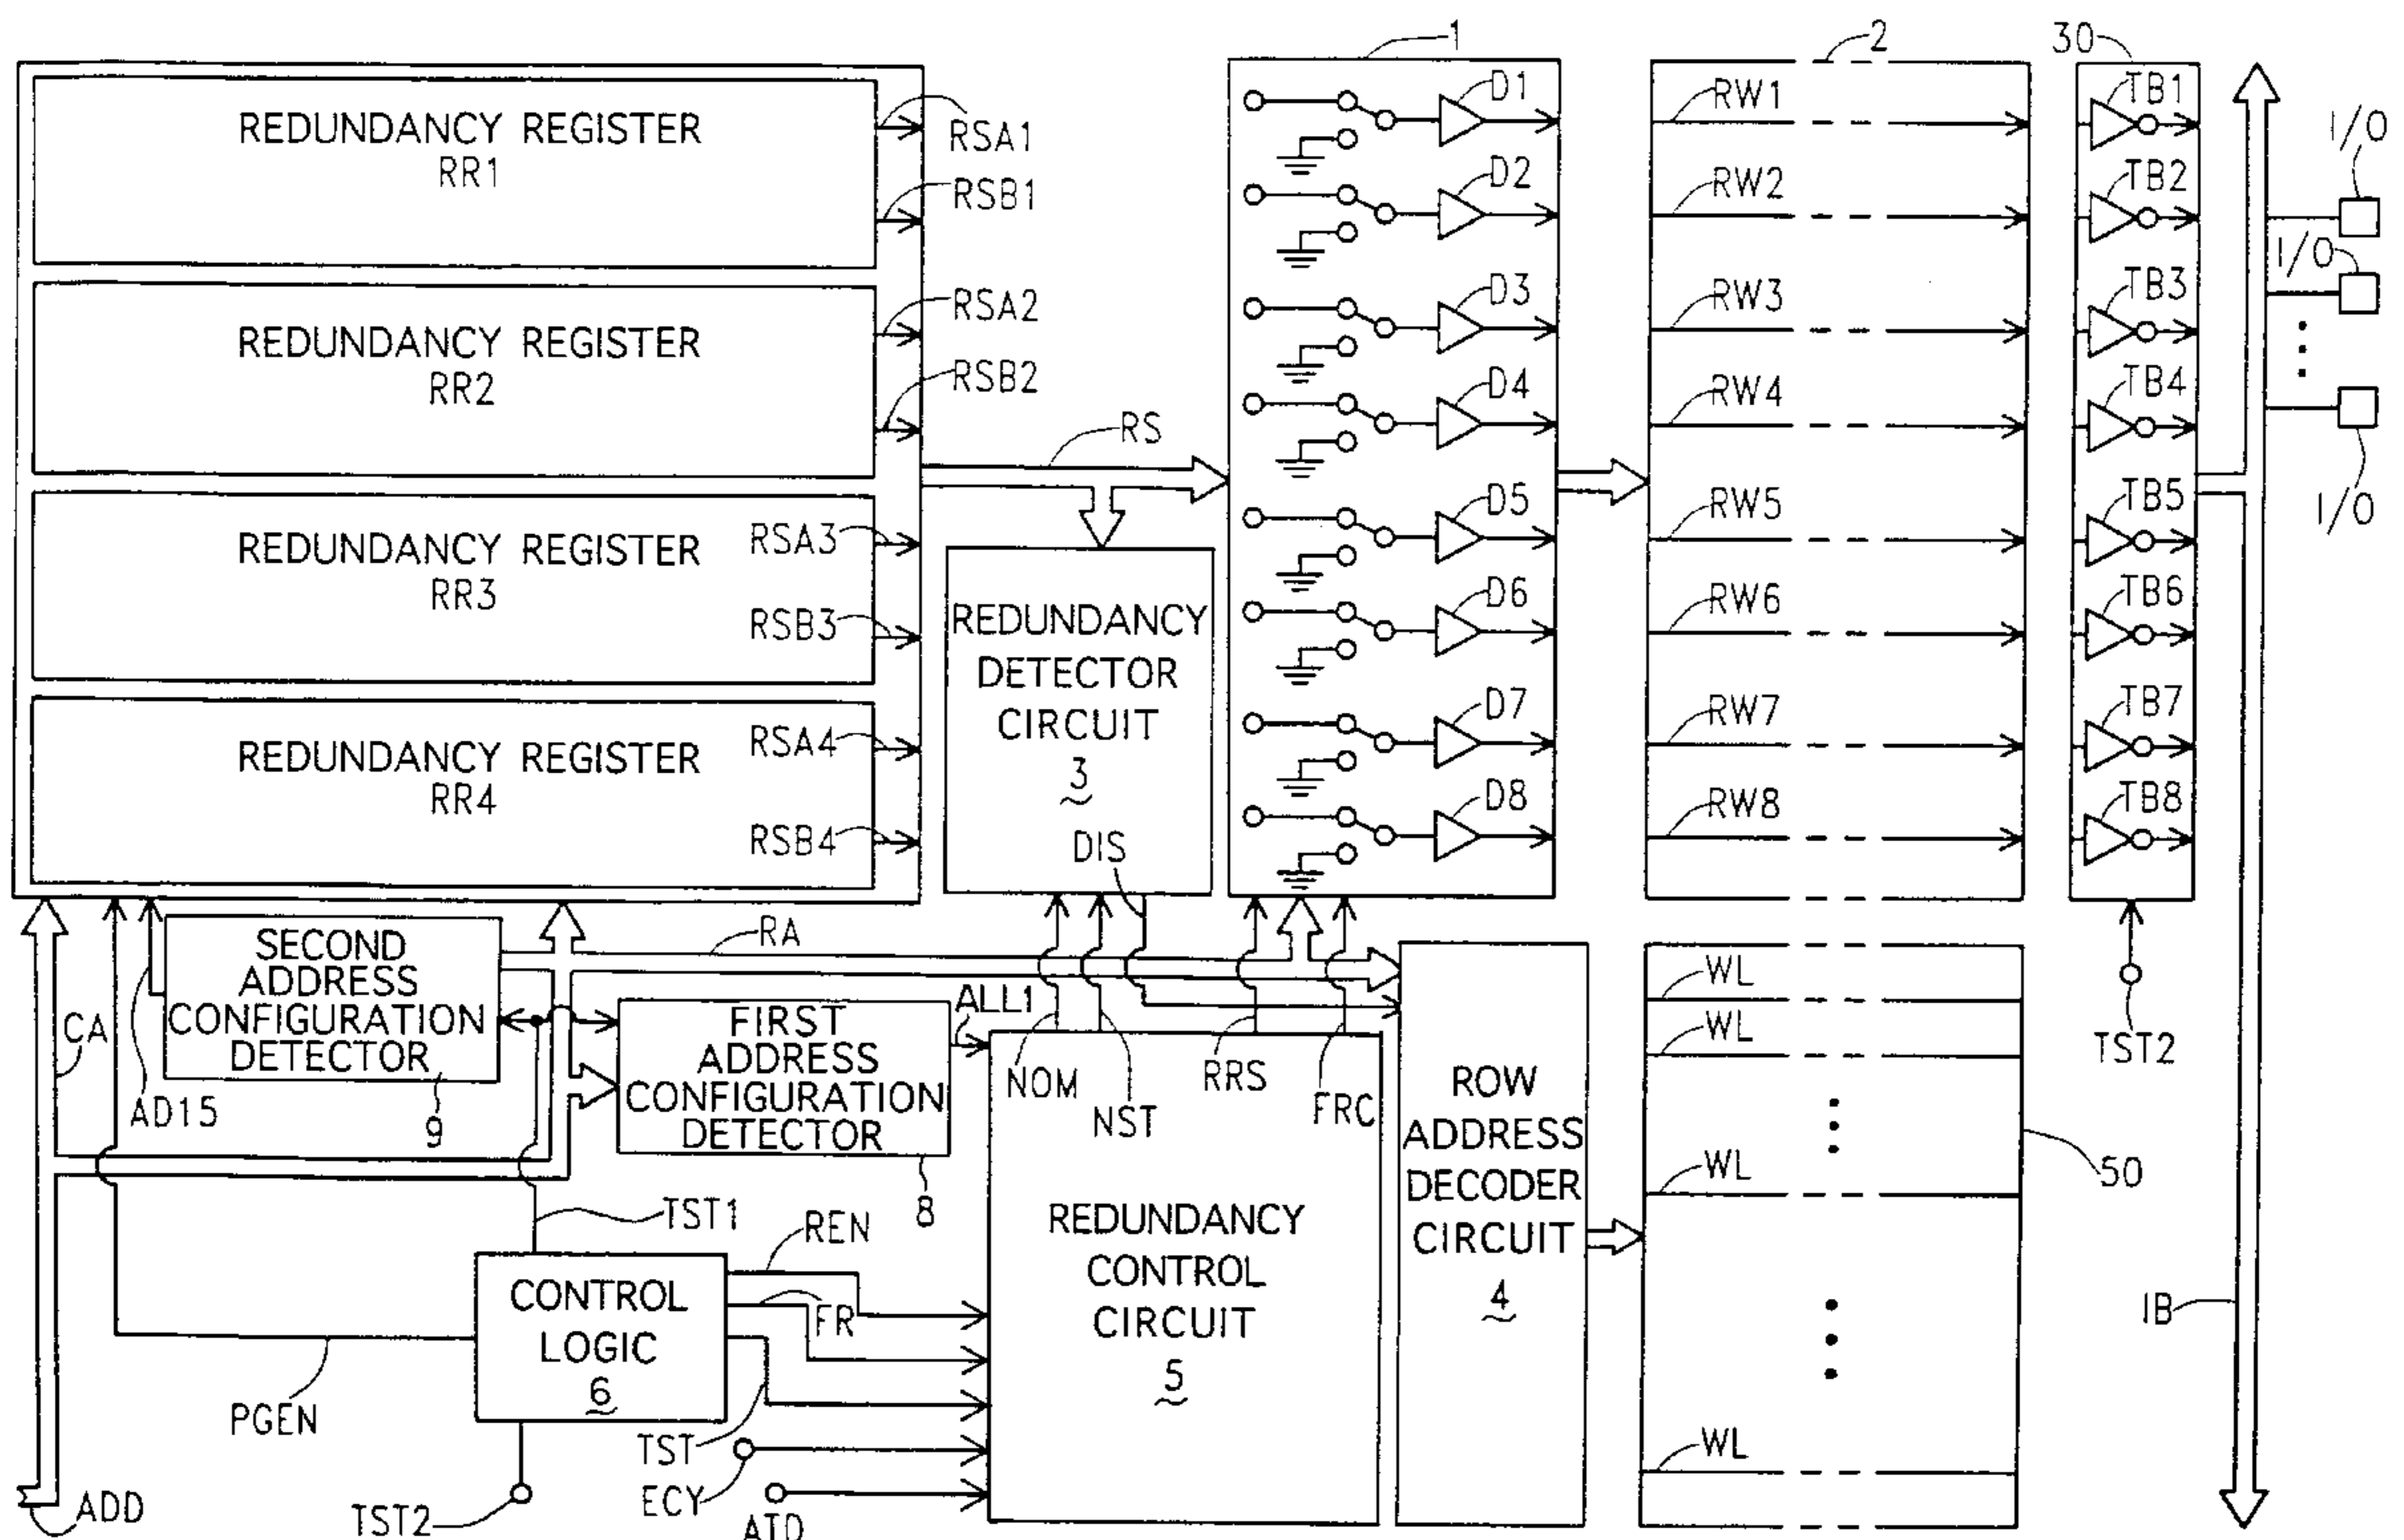 1
2
30
REDUNDANCY REGISTER
RR1
RSA1
RSB1
REDUNDANCY REGISTER
RR2
RSA2
RSB2
REDUNDANCY REGISTER
RR3
RSA3
RSB3
REDUNDANCY REGISTER
RR4
RSA4
RSB4
RS
REDUNDANCY
DETECTOR
CIRCUIT
3
DIS
D1
D2
D3
D4
D5
D6
D7
D8
RW1
RW2
RW3
RW4
RW5
RW6
RW7
RW8
TB1
TB2
TB3
TB4
TB5
TB6
TB7
TB8
I/O
I/O
I/O
SECOND
ADDRESS
CONFIGURATION
DETECTOR
9
RA
CA
AD15
FIRST
ADDRESS
CONFIGURATION
DETECTOR
8
ALL1
NOM
NST
RRS
FRC
REDUNDANCY
CONTROL
CIRCUIT
5
ROW
ADDRESS
DECODER
CIRCUIT
4
WL
WL
WL
WL
50
TST2
IB
TST1
REN
FR
CONTROL
LOGIC
6
PGEN
TST
ECY
ATD
TST2
ADD